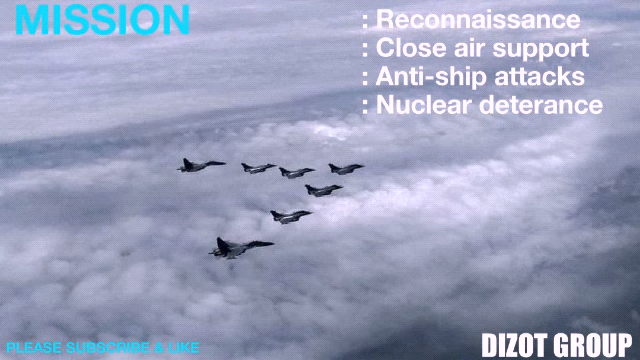 MISSION
: Reconnaissance
: Close air support
: Anti-ship attacks
: Nuclear deterance
PLEASE SUBSCRIBE & LIKE
DIZOT GROUP